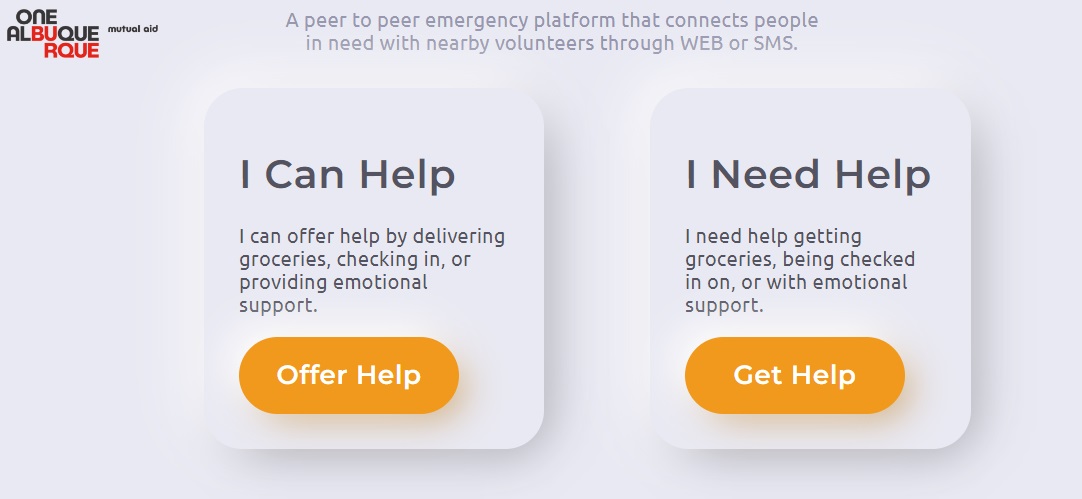 ONE
ALBUQUE
RQUE
mutual aid
A peer to peer emergency platform that connects people
in need with nearby volunteers through WEB or SMS.
I Can Help
I can offer help by delivering
groceries, checking in, or
providing emotional
support.
Offer Help
I Need Help
I need help getting
groceries, being checked
in on, or with emotional
support.
Get Help